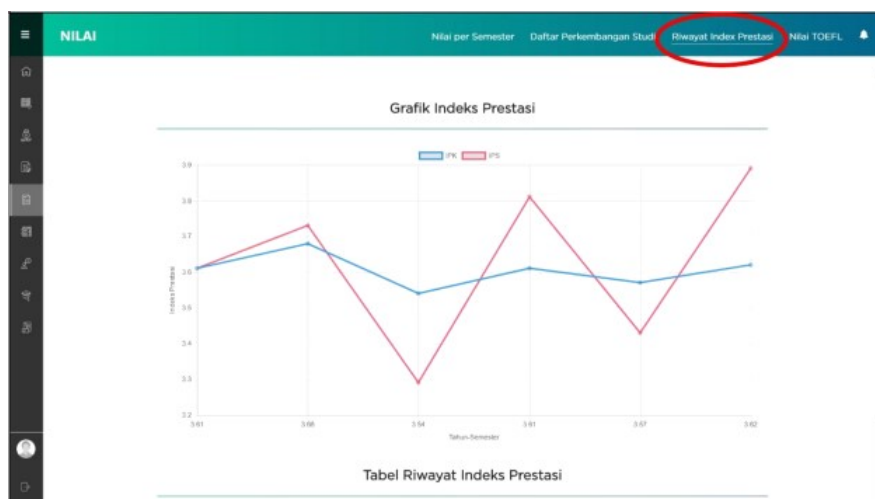 NILAI
Nilai per Semester Daftar Perkembangan Studi Riwayat Index Prestasi Nilai TOEFL
Grafik Indeks Prestasi
IPK IPS
3.9
3.8
3.7
3.6
3.5
3.4
3.3
3.2
Indeks Prestasi
3.61 3.68 3.54 3.61 3.57 3.62
Tahun-Semester
Tabel Riwayat Indeks Prestasi